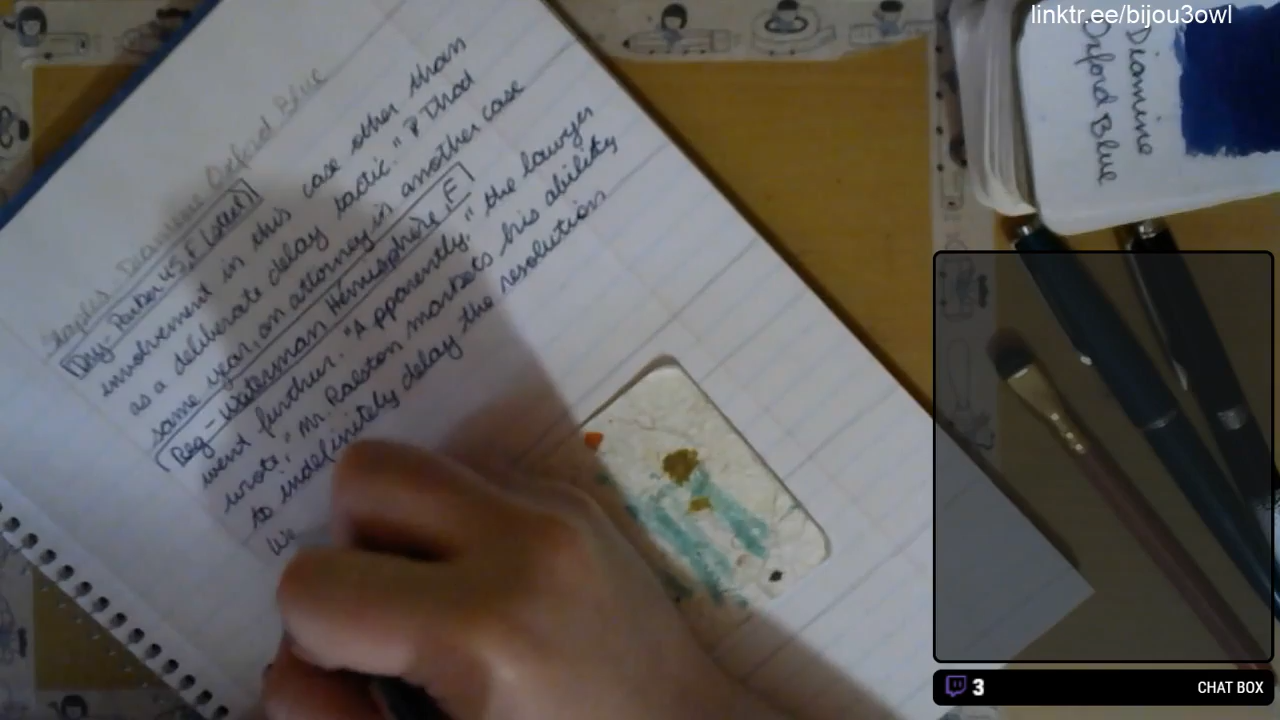 linktr.ee/bijou3owl
Diamine
Oxford Blue
Staples - Diamine Oxford Blue
Dry - Parker 45, F (steel)
involvement in this case other than
as a deliberate delay tactic." I had
same year, an attorney in another case
Reg - Waterman Hémisphère F
went further. "Apparently," the lawyer
wrote, "Mr. Ralston markets his ability
to indefinitely delay the resolution
We
3
CHAT BOX